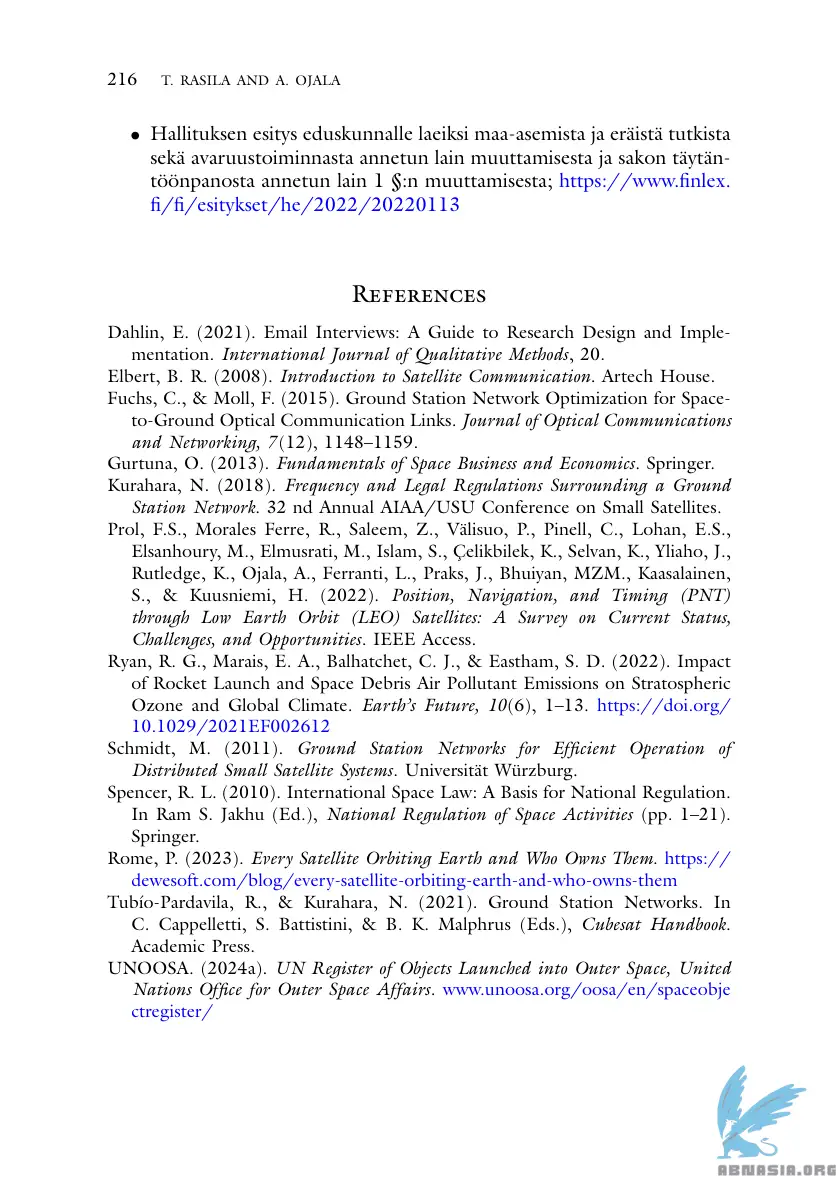 216 T. RASILA AND A. OJALA
● Hallituksen esitys eduskunnalle laeiksi maa-asemista ja eräistä tutkista
sekä avaruustoiminnasta annetun lain muuttamisesta ja sakon täytän-
töönpanosta annetun lain 1 §:n muuttamisesta; https://www.finlex.
fi/fi/esitykset/he/2022/20220113
References
Dahlin, E. (2021). Email Interviews: A Guide to Research Design and Imple-
mentation. International Journal of Qualitative Methods, 20.
Elbert, B. R. (2008). Introduction to Satellite Communication. Artech House.
Fuchs, C., & Moll, F. (2015). Ground Station Network Optimization for Space-
to-Ground Optical Communication Links. Journal of Optical Communications
and Networking, 7(12), 1148–1159.
Gurtuna, O. (2013). Fundamentals of Space Business and Economics. Springer.
Kurahara, N. (2018). Frequency and Legal Regulations Surrounding a Ground
Station Network. 32 nd Annual AIAA/USU Conference on Small Satellites.
Prol, F.S., Morales Ferre, R., Saleem, Z., Välisuo, P., Pinell, C., Lohan, E.S.,
Elsanhoury, M., Elmusrati, M., Islam, S., Çelikbilek, K., Selvan, K., Yliaho, J.,
Rutledge, K., Ojala, A., Ferranti, L., Praks, J., Bhuiyan, MZM., Kaasalainen,
S., & Kuusniemi, H. (2022). Position, Navigation, and Timing (PNT)
through Low Earth Orbit (LEO) Satellites: A Survey on Current Status,
Challenges, and Opportunities. IEEE Access.
Ryan, R. G., Marais, E. A., Balhatchet, C. J., & Eastham, S. D. (2022). Impact
of Rocket Launch and Space Debris Air Pollutant Emissions on Stratospheric
Ozone and Global Climate. Earth's Future, 10(6), 1–13. https://doi.org/
10.1029/2021EF002612
Schmidt, M. (2011). Ground Station Networks for Efficient Operation of
Distributed Small Satellite Systems. Universität Würzburg.
Spencer, R. L. (2010). International Space Law: A Basis for National Regulation.
In Ram S. Jakhu (Ed.), National Regulation of Space Activities (pp. 1–21).
Springer.
Rome, P. (2023). Every Satellite Orbiting Earth and Who Owns Them. https://
dewesoft.com/blog/every-satellite-orbiting-earth-and-who-owns-them
Tubío-Pardavila, R., & Kurahara, N. (2021). Ground Station Networks. In
C. Cappelletti, S. Battistini, & B. K. Malphrus (Eds.), Cubesat Handbook.
Academic Press.
UNOOSA. (2024a). UN Register of Objects Launched into Outer Space, United
Nations Office for Outer Space Affairs. www.unoosa.org/oosa/en/spaceobje
ctregister/
ABNASIA.ORG